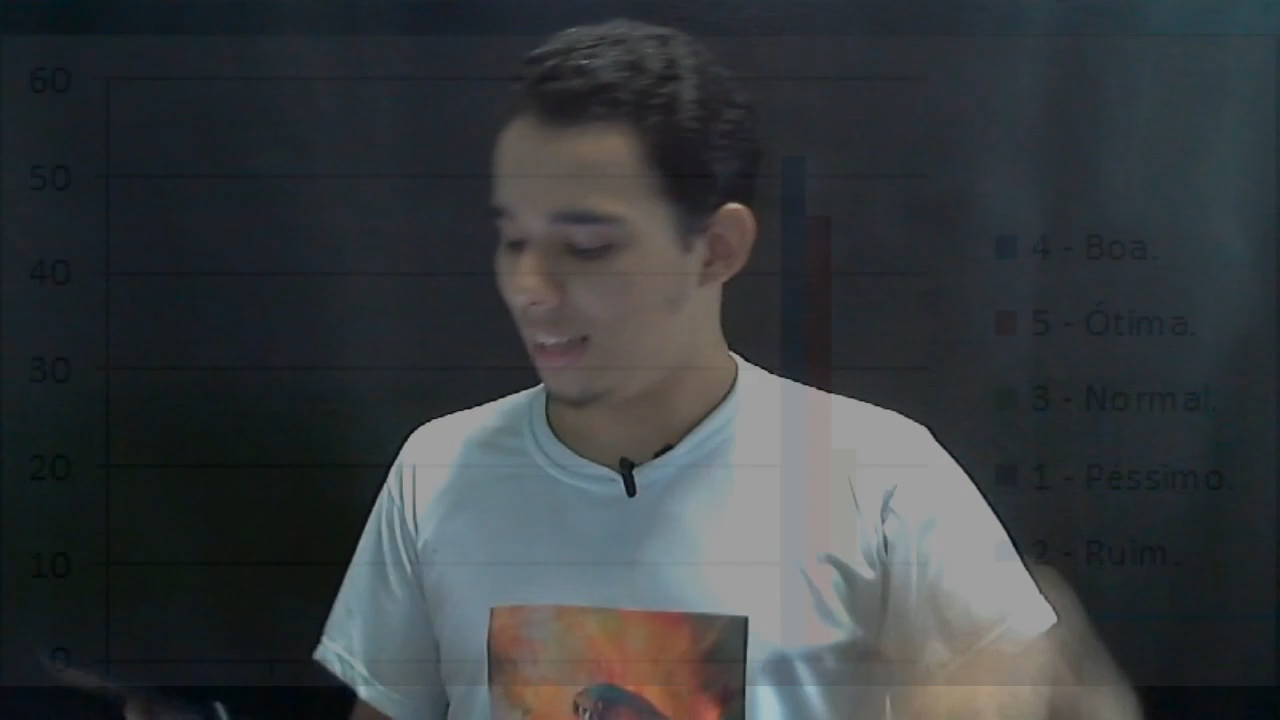 60
50
40
30
20
10
0
4 - Boa.
5 - Ótima.
3 - Normal.
1 - Péssimo.
2 - Ruim.